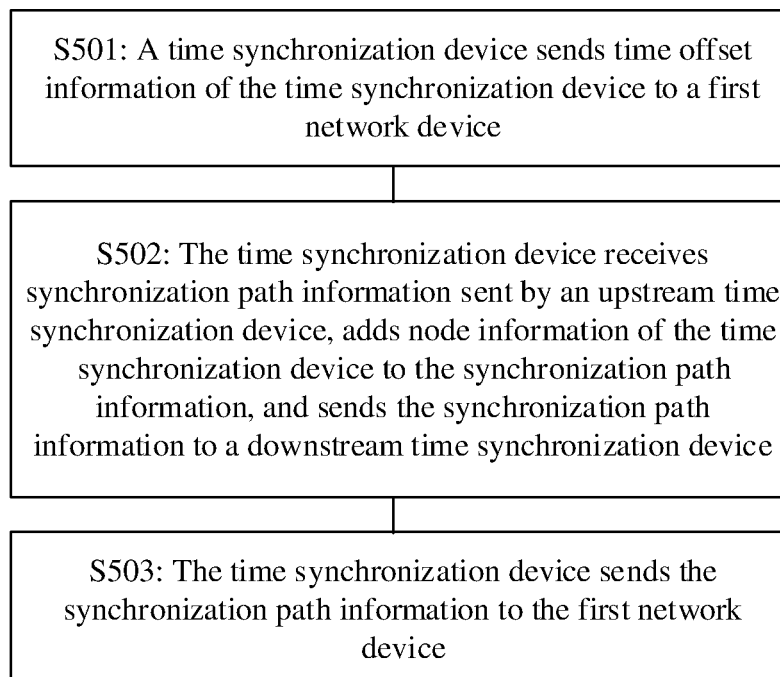 S501: A time synchronization device sends time offset
information of the time synchronization device to a first
network device
S502: The time synchronization device receives
synchronization path information sent by an upstream time
synchronization device, adds node information of the time
synchronization device to the synchronization path
information, and sends the synchronization path
information to a downstream time synchronization device
S503: The time synchronization device sends the
synchronization path information to the first network
device